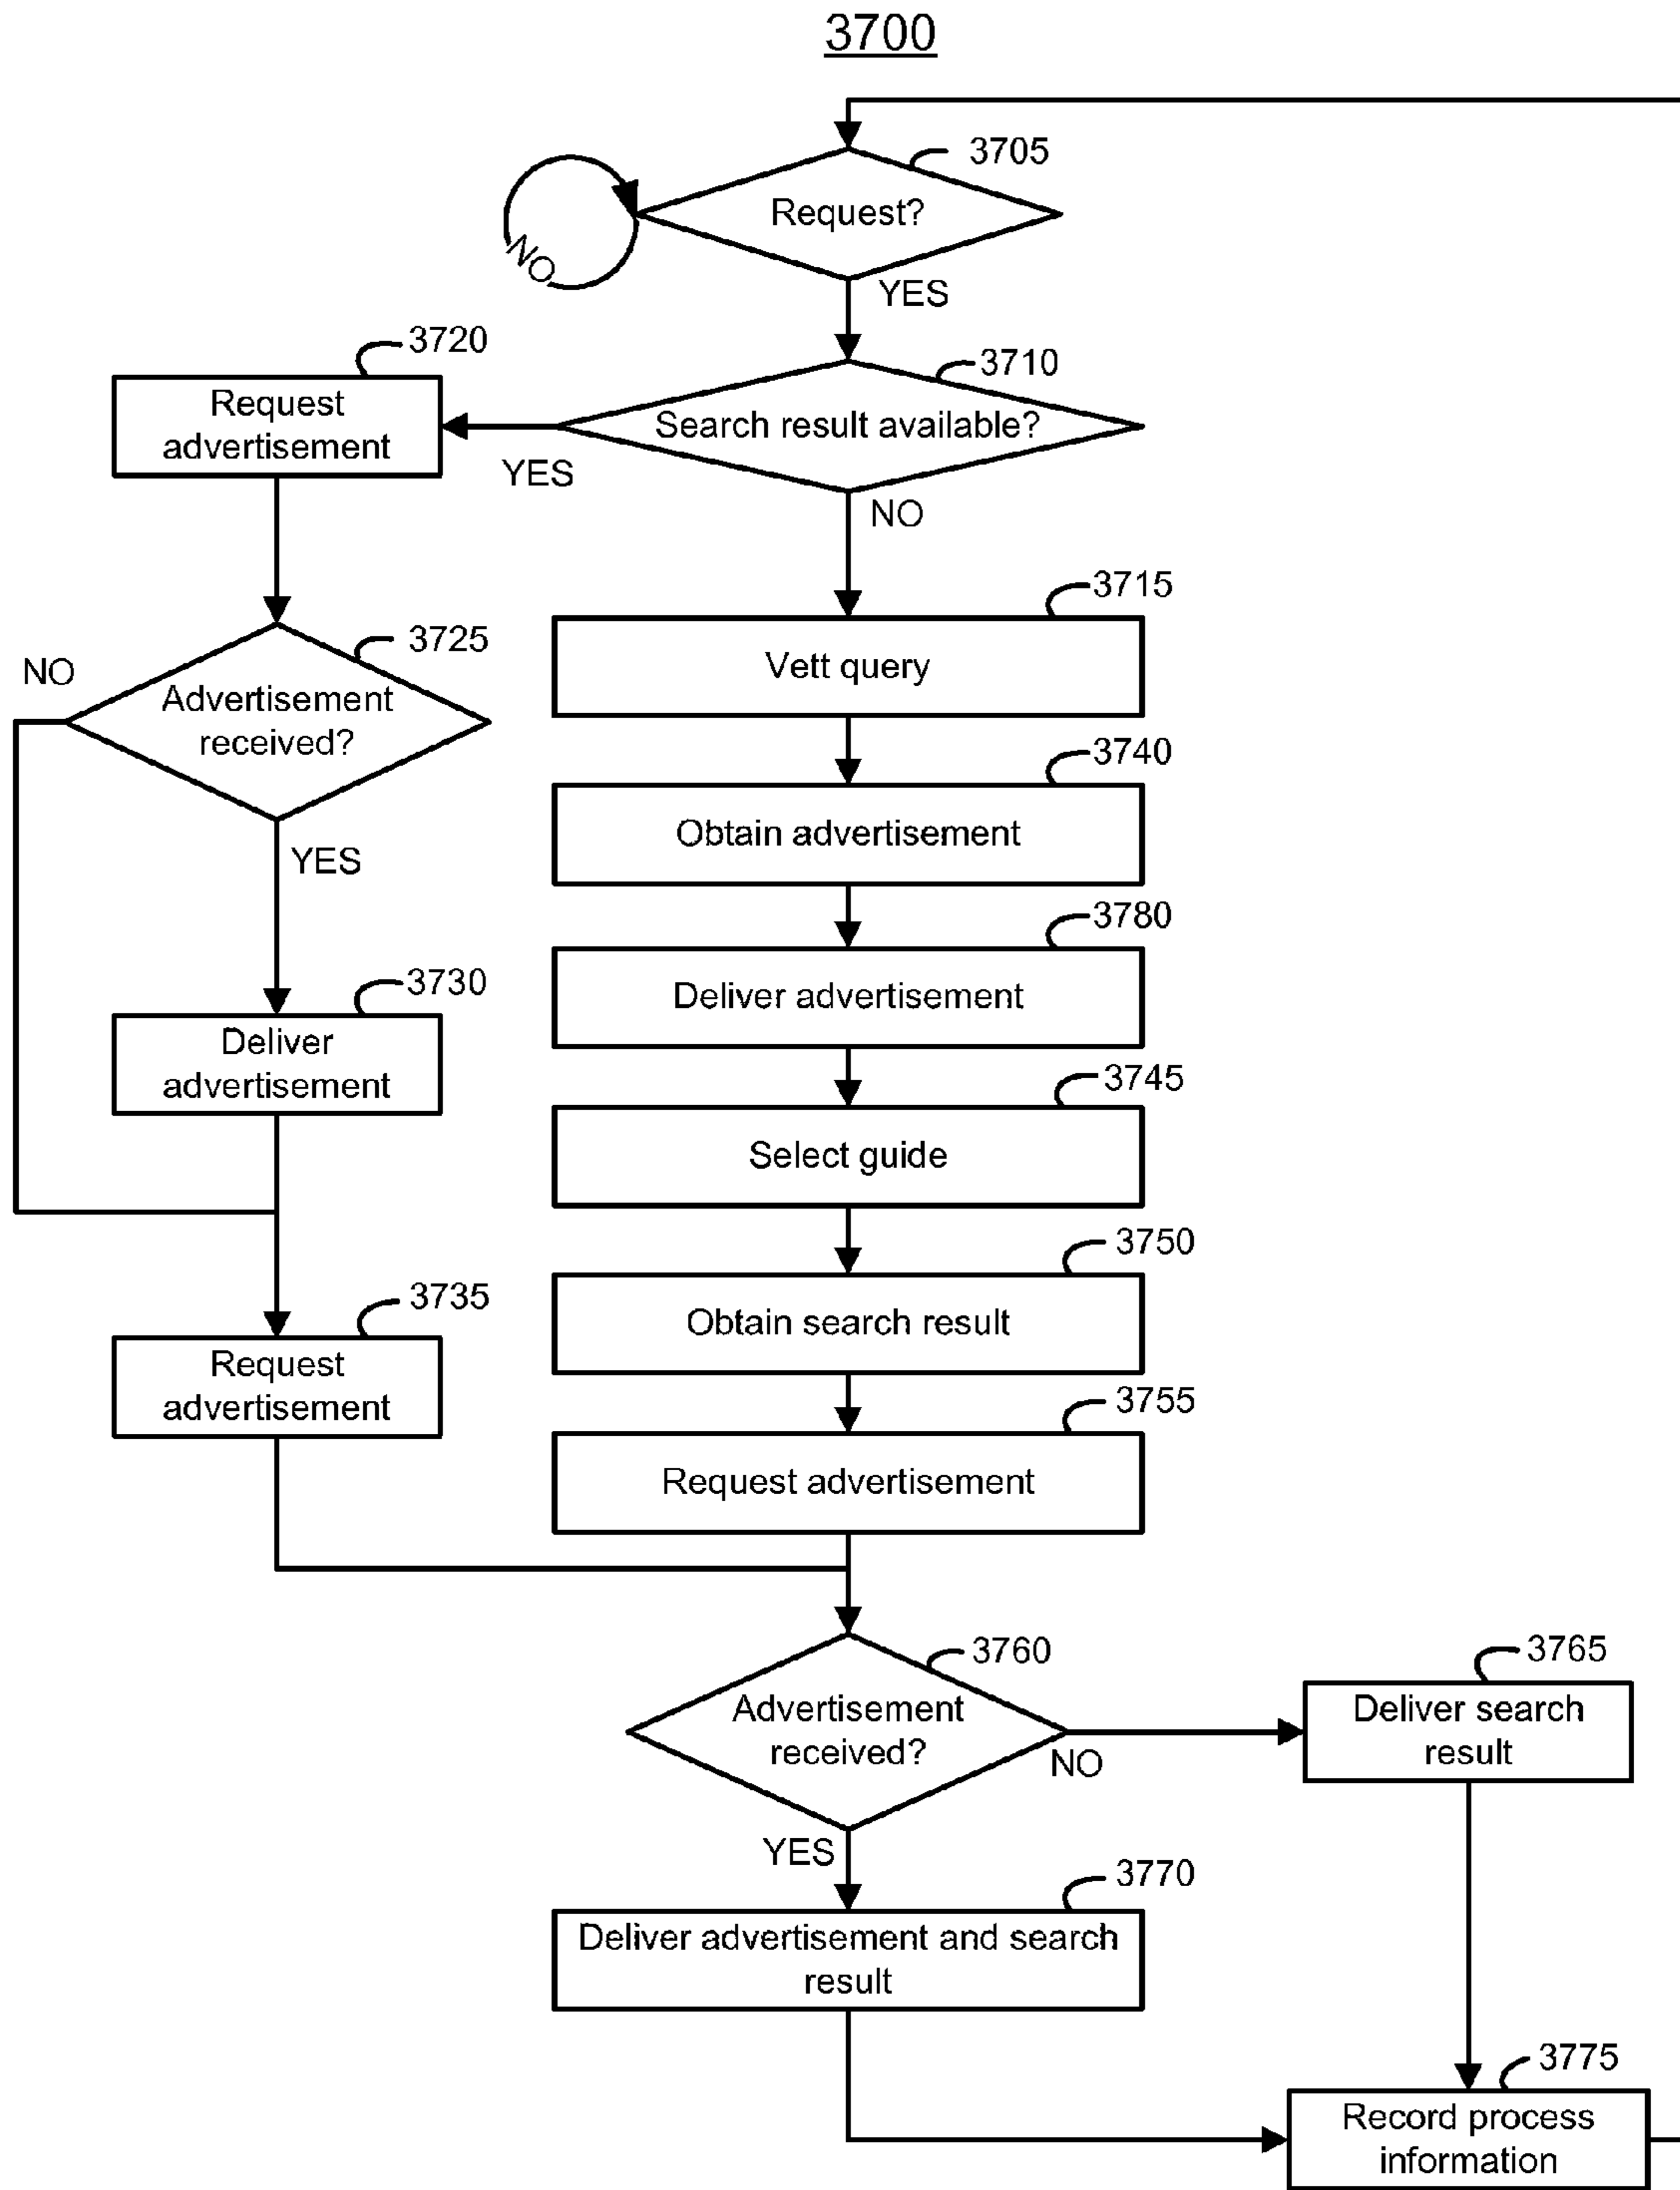 3700
3705
Request?
NO
YES
3720
3710
Request
advertisement
Search result available?
YES
NO
3715
Vett query
3725
NO
Advertisement
received?
3740
Obtain advertisement
YES
3780
Deliver advertisement
3730
Deliver
advertisement
3745
Select guide
3750
Obtain search result
3735
Request
advertisement
3755
Request advertisement
3760
Advertisement
received?
NO
3765
Deliver search
result
YES
3770
Deliver advertisement and search
result
3775
Record process
information